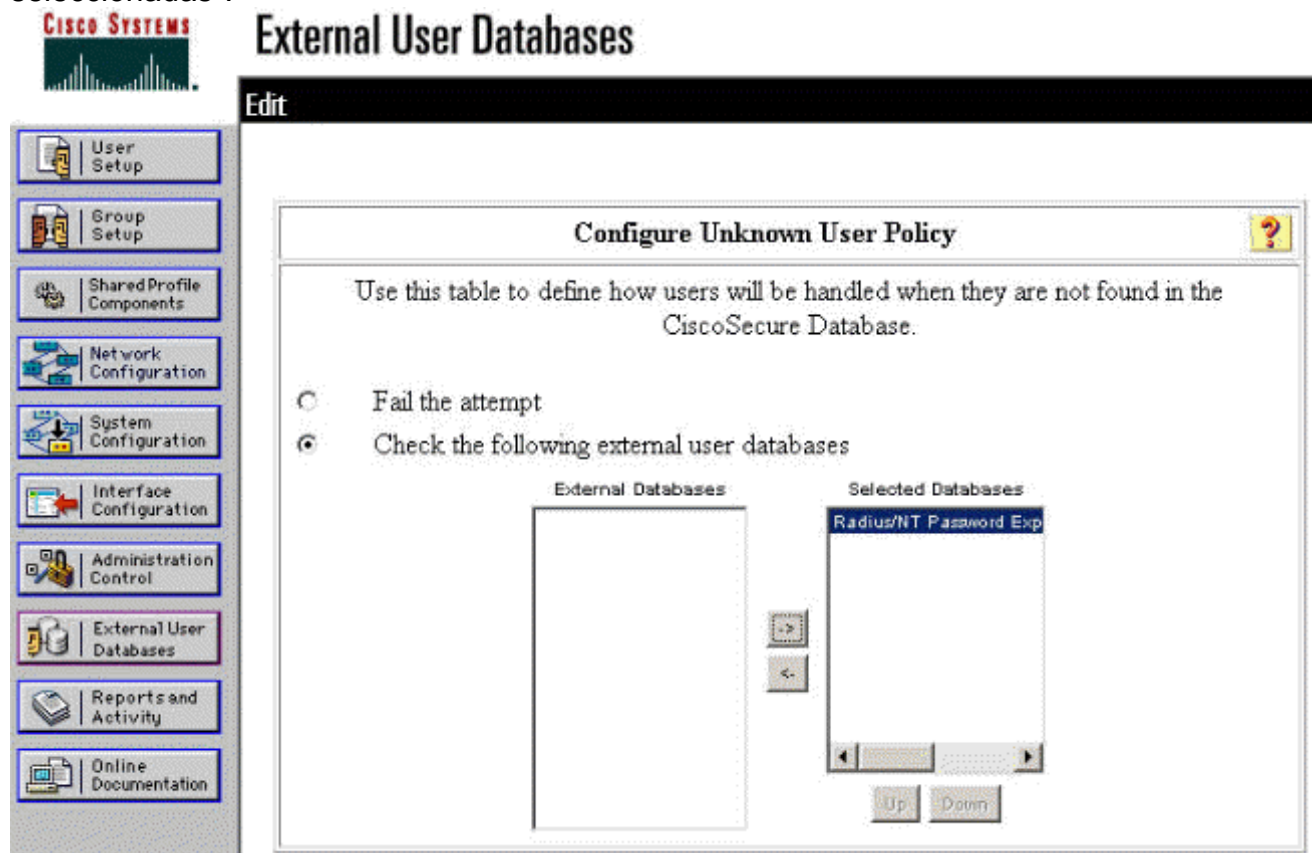 seleccionadas".
CISCO SYSTEMS
External User Databases
Edit
User
Setup
Group
Setup
Shared Profile
Components
Network
Configuration
System
Configuration
Interface
Configuration
Administration
Control
External User
Databases
Reports and
Activity
Online
Documentation
Configure Unknown User Policy
?
Use this table to define how users will be handled when they are not found in the
CiscoSecure Database.
Fail the attempt
Check the following external user databases
External Databases
Selected Databases
Radius/NT Password Exp
->
<-
Up
Down